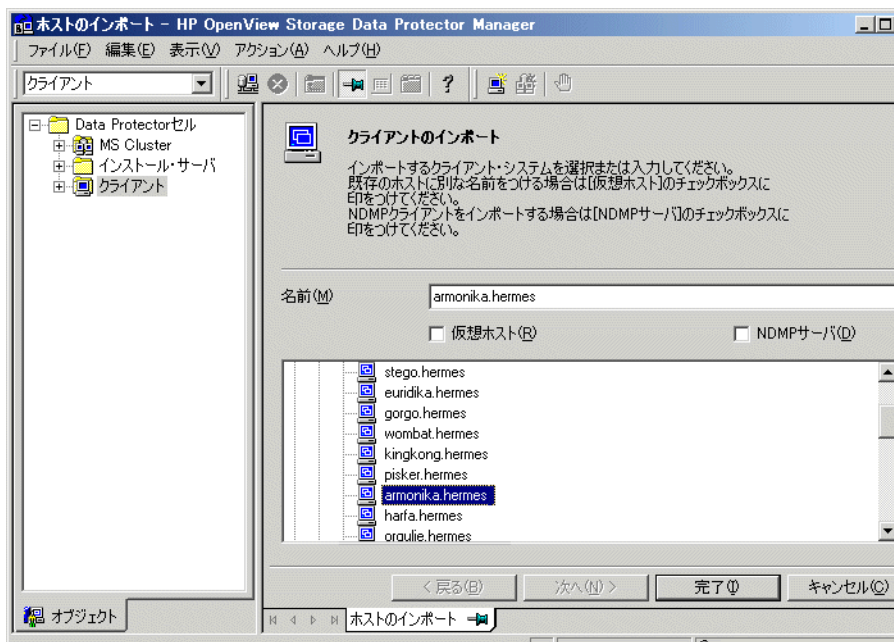 ホストのインポート - HP OpenView Storage Data Protector Manager
ファイル(F) 編集(E) 表示(V) アクション(A) ヘルプ(H)
クライアント
Data Protectorセル
MS Cluster
インストール・サーバ
クライアント
クライアントのインポート
インポートするクライアント・システムを選択または入力してください。
既存のホストに別な名前をつける場合は[仮想ホスト]のチェックボックスに
印をつけてください。
NDMPクライアントをインポートする場合は[NDMPサーバ]のチェックボックスに
印をつけてください。
名前(M)
armonika.hermes
仮想ホスト(R) NDMPサーバ(D)
stego.hermes
euridika.hermes
gorgo.hermes
wombat.hermes
kingkong.hermes
pisker.hermes
armonika.hermes
harfa.hermes
orgulje.hermes
< 戻る(B) 次へ(N) > 完了(I) キャンセル(C)
オブジェクト
ホストのインポート